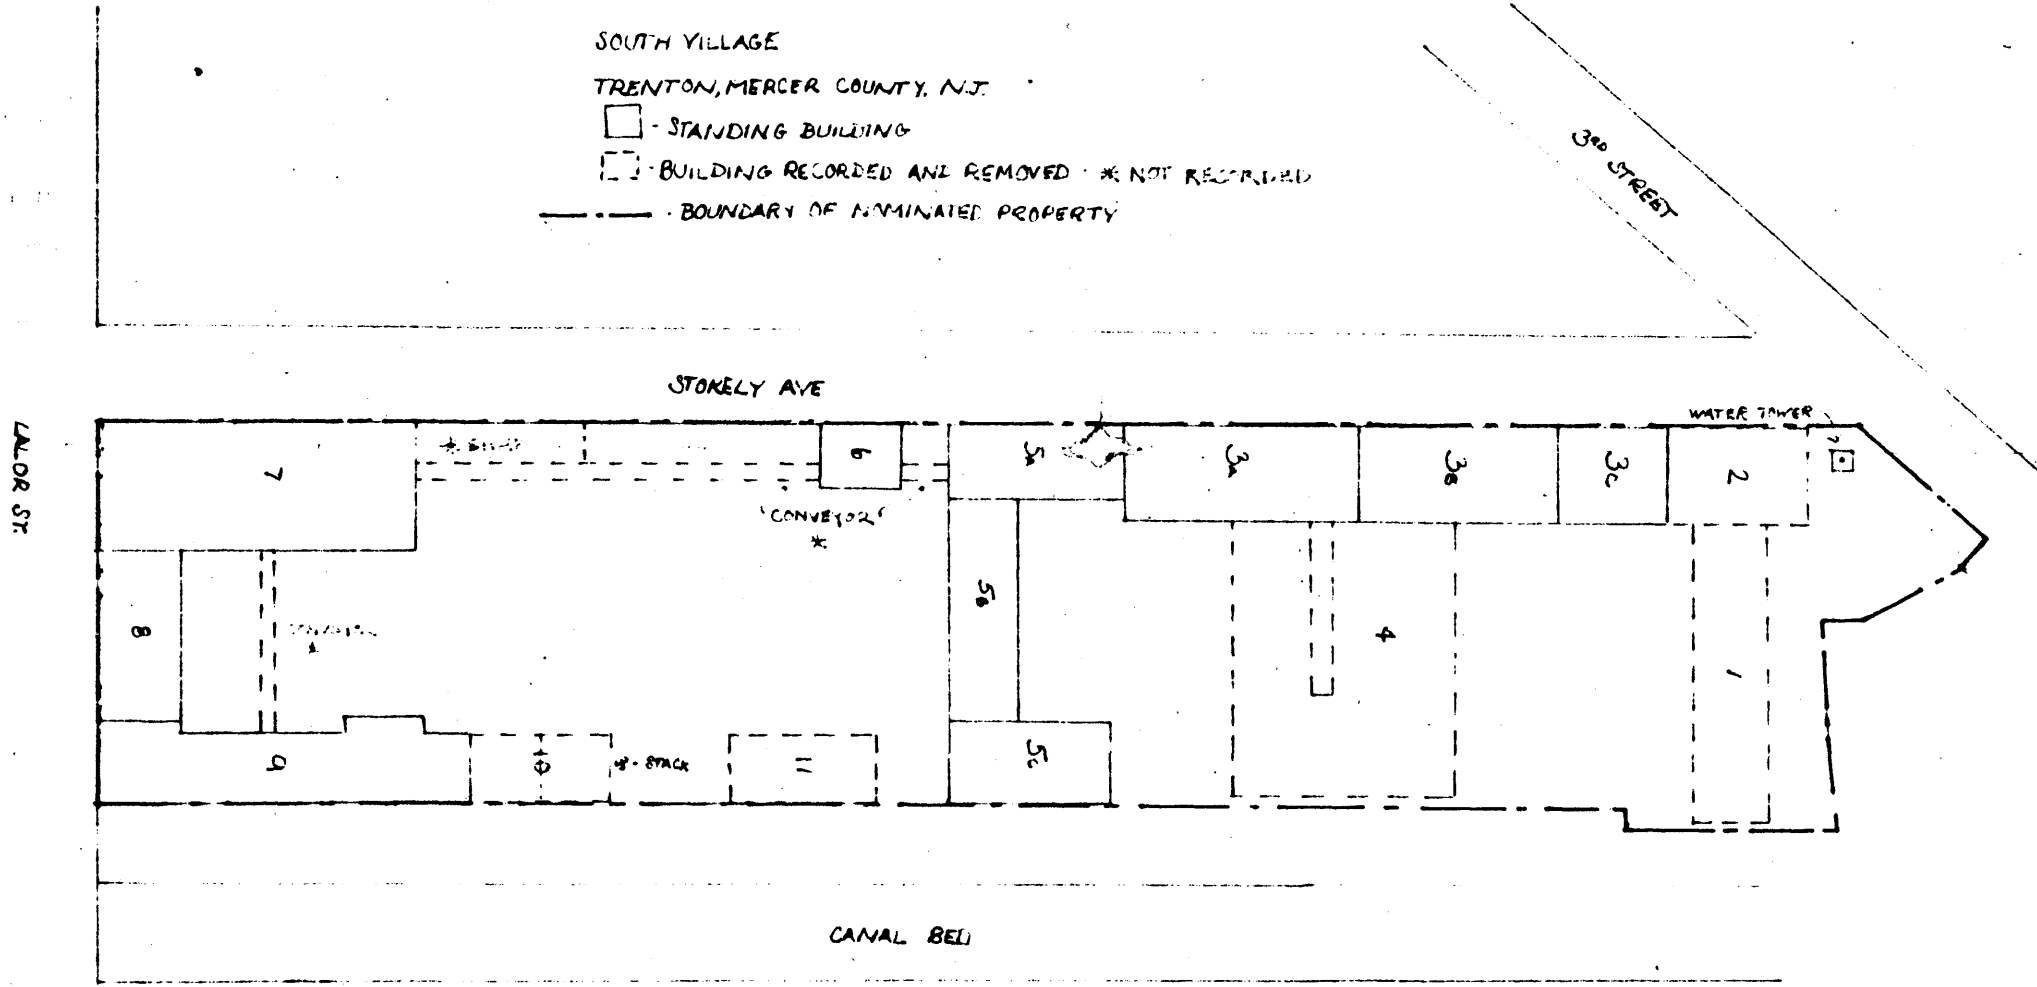 SOUTH VILLAGE
TRENTON, MERCER COUNTY, N.J.
- STANDING BUILDING
- BUILDING RECORDED AND REMOVED - * NOT RECORDED
- BOUNDARY OF NOMINATED PROPERTY
3RD STREET
STOKELY AVE
WATER TOWER
LALOR ST.
7
*
6
5A
3A
3B
3C
2
"CONVEYOR"
*
5B
4
1
8
9
10
- STACK
11
5C
CANAL BED